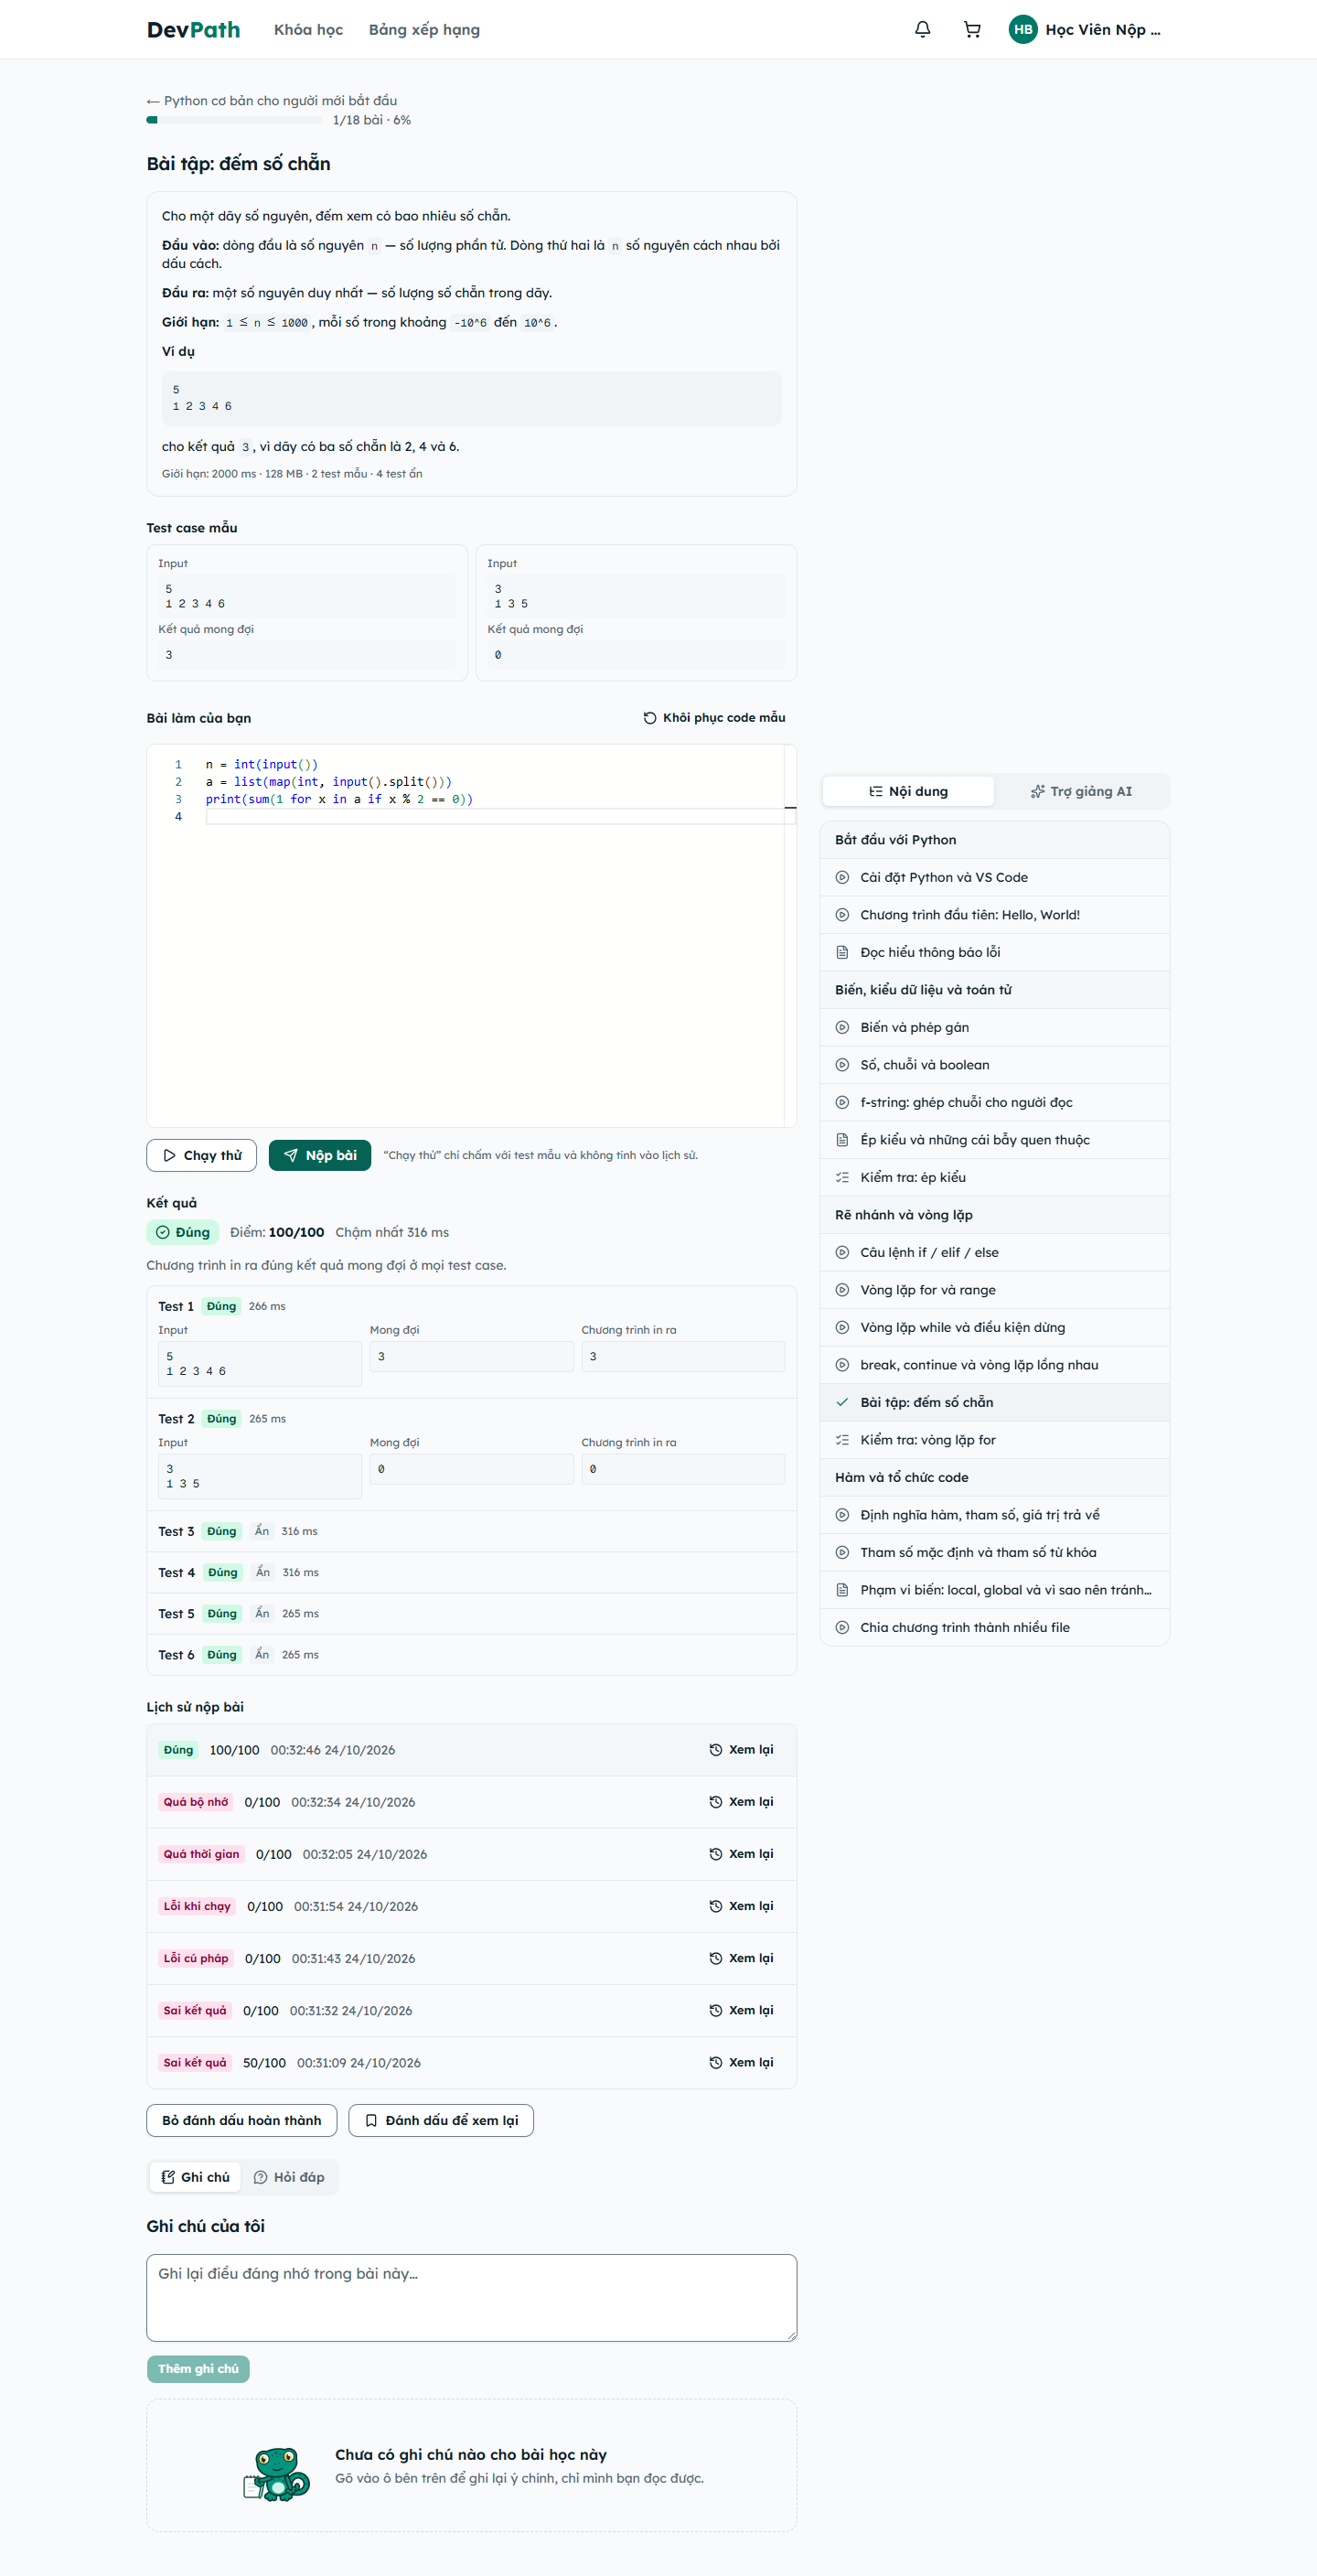 DevPath
Khóa học
Bảng xếp hạng
HB
Học Viên Nộp ...
← Python cơ bản cho người mới bắt đầu
1/18 bài · 6%
Bài tập: đếm số chẵn
Cho một dãy số nguyên, đếm xem có bao nhiêu số chẵn.
Đầu vào: dòng đầu là số nguyên n — số lượng phần tử. Dòng thứ hai là n số nguyên cách nhau bởi
dấu cách.
Đầu ra: một số nguyên duy nhất — số lượng số chẵn trong dãy.
Giới hạn: 1 ≤ n ≤ 1000, mỗi số trong khoảng -10^6 đến 10^6.
Ví dụ
5
1 2 3 4 6
cho kết quả 3, vì dãy có ba số chẵn là 2, 4 và 6.
Giới hạn: 2000 ms · 128 MB · 2 test mẫu · 4 test ẩn
Test case mẫu
Input
5
1 2 3 4 6
Kết quả mong đợi
3
Input
3
1 3 5
Kết quả mong đợi
0
Bài làm của bạn
Khôi phục code mẫu
1 n = int(input())
2 a = list(map(int, input().split()))
3 print(sum(1 for x in a if x % 2 == 0))
4
Chạy thử
Nộp bài
“Chạy thử” chỉ chấm với test mẫu và không tính vào lịch sử.
Kết quả
Đúng
Điểm: 100/100
Chậm nhất 316 ms
Chương trình in ra đúng kết quả mong đợi ở mọi test case.
Test 1 Đúng 266 ms
Input
5
1 2 3 4 6
Mong đợi
3
Chương trình in ra
3
Test 2 Đúng 265 ms
Input
3
1 3 5
Mong đợi
0
Chương trình in ra
0
Test 3 Đúng Ẩn 316 ms
Test 4 Đúng Ẩn 316 ms
Test 5 Đúng Ẩn 265 ms
Test 6 Đúng Ẩn 265 ms
Lịch sử nộp bài
Đúng 100/100 00:32:46 24/10/2026 Xem lại
Quá bộ nhớ 0/100 00:32:34 24/10/2026 Xem lại
Quá thời gian 0/100 00:32:05 24/10/2026 Xem lại
Lỗi khi chạy 0/100 00:31:54 24/10/2026 Xem lại
Lỗi cú pháp 0/100 00:31:43 24/10/2026 Xem lại
Sai kết quả 0/100 00:31:32 24/10/2026 Xem lại
Sai kết quả 50/100 00:31:09 24/10/2026 Xem lại
Bỏ đánh dấu hoàn thành
Đánh dấu để xem lại
Ghi chú
Hỏi đáp
Ghi chú của tôi
Ghi lại điều đáng nhớ trong bài này...
Thêm ghi chú
Chưa có ghi chú nào cho bài học này
Gõ vào ô bên trên để ghi lại ý chính, chỉ mình bạn đọc được.
Nội dung
Trợ giảng AI
Bắt đầu với Python
Cài đặt Python và VS Code
Chương trình đầu tiên: Hello, World!
Đọc hiểu thông báo lỗi
Biến, kiểu dữ liệu và toán tử
Biến và phép gán
Số, chuỗi và boolean
f-string: ghép chuỗi cho người đọc
Ép kiểu và những cái bẫy quen thuộc
Kiểm tra: ép kiểu
Rẽ nhánh và vòng lặp
Câu lệnh if / elif / else
Vòng lặp for và range
Vòng lặp while và điều kiện dừng
break, continue và vòng lặp lồng nhau
Bài tập: đếm số chẵn
Kiểm tra: vòng lặp for
Hàm và tổ chức code
Định nghĩa hàm, tham số, giá trị trả về
Tham số mặc định và tham số từ khóa
Phạm vi biến: local, global và vì sao nên tránh...
Chia chương trình thành nhiều file